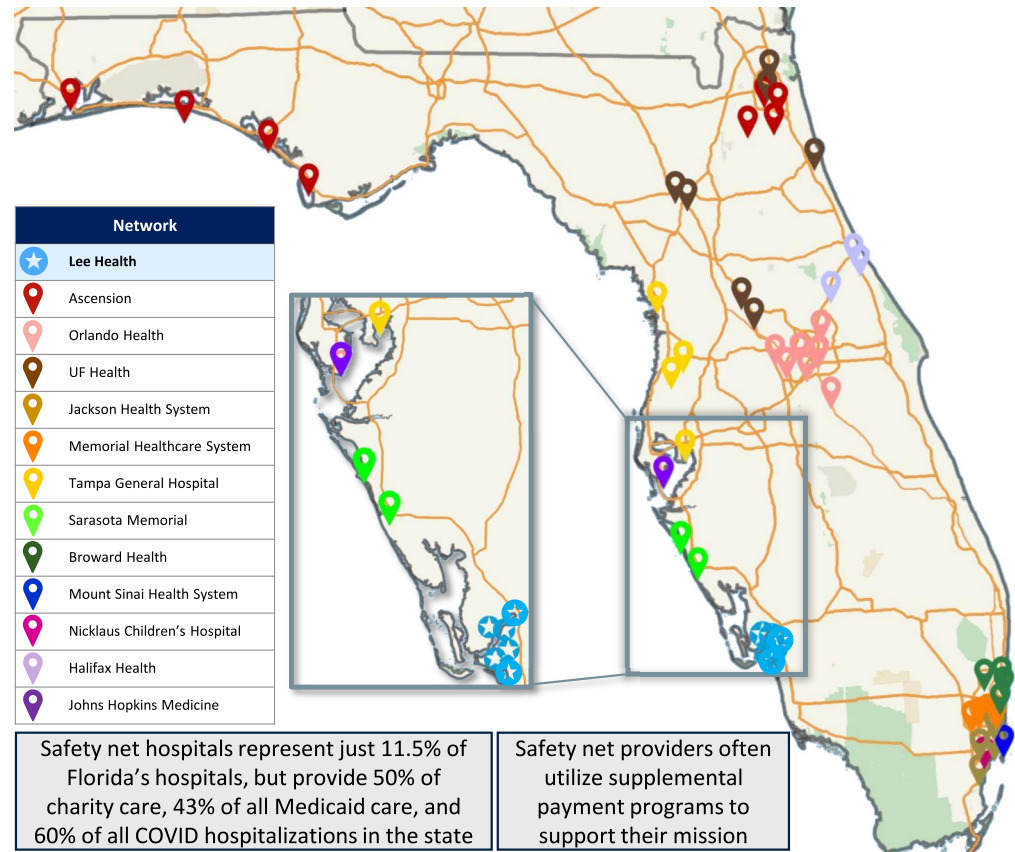 Network
Lee Health
Ascension
Orlando Health
UF Health
Jackson Health System
Memorial Healthcare System
Tampa General Hospital
Sarasota Memorial
Broward Health
Mount Sinai Health System
Nicklaus Children’s Hospital
Halifax Health
Johns Hopkins Medicine
Safety net hospitals represent just 11.5% of
Florida’s hospitals, but provide 50% of
charity care, 43% of all Medicaid care, and
60% of all COVID hospitalizations in the state
Safety net providers often
utilize supplemental
payment programs to
support their mission